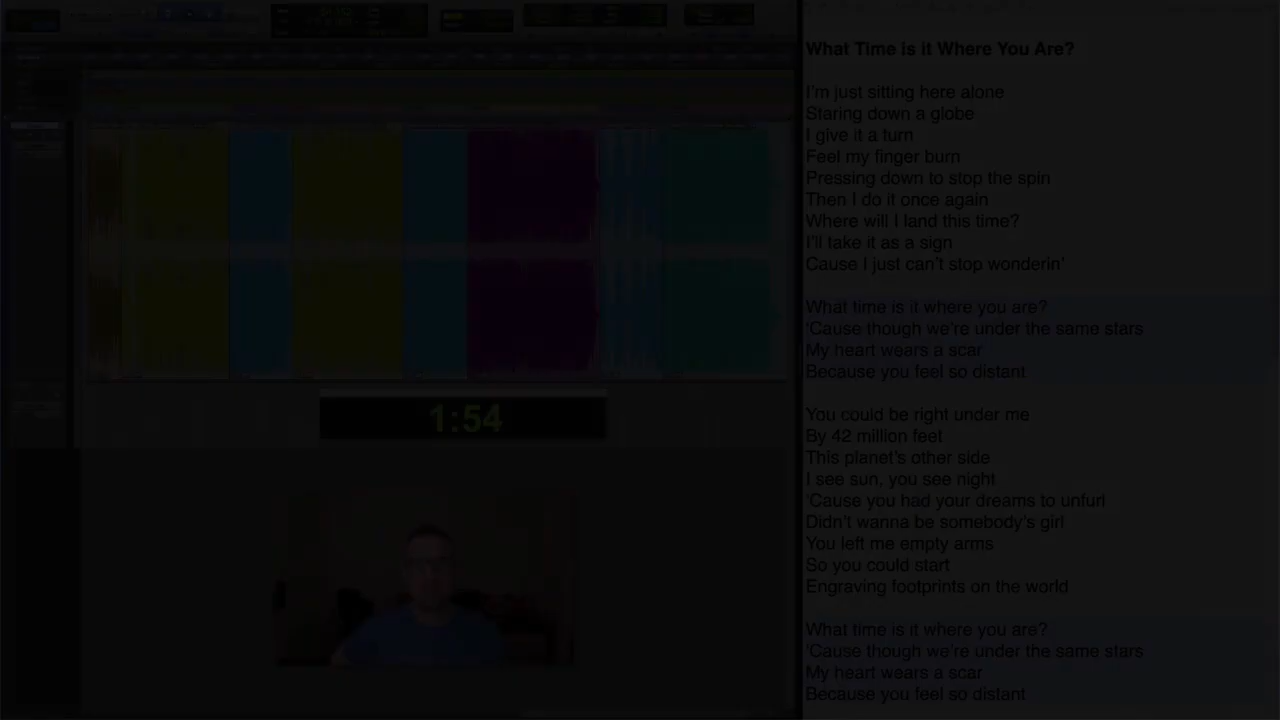 What Time is it Where You Are?
I'm just sitting here alone
Staring down a globe
I give it a turn
Feel my finger burn
Pressing down to stop the spin
Then I do it once again
Where will I land this time?
I'll take it as a sign
Cause I just can't stop wonderin'
What time is it where you are?
'Cause though we're under the same stars
My heart wears a scar
Because you feel so distant
You could be right under me
By 42 million feet
This planet's other side
I see sun, you see night
'Cause you had your dreams to unfurl
Didn't wanna be somebody's girl
You left me empty arms
So you could start
Engraving footprints on the world
What time is it where you are?
'Cause though we're under the same stars
My heart wears a scar
Because you feel so distant
1:54